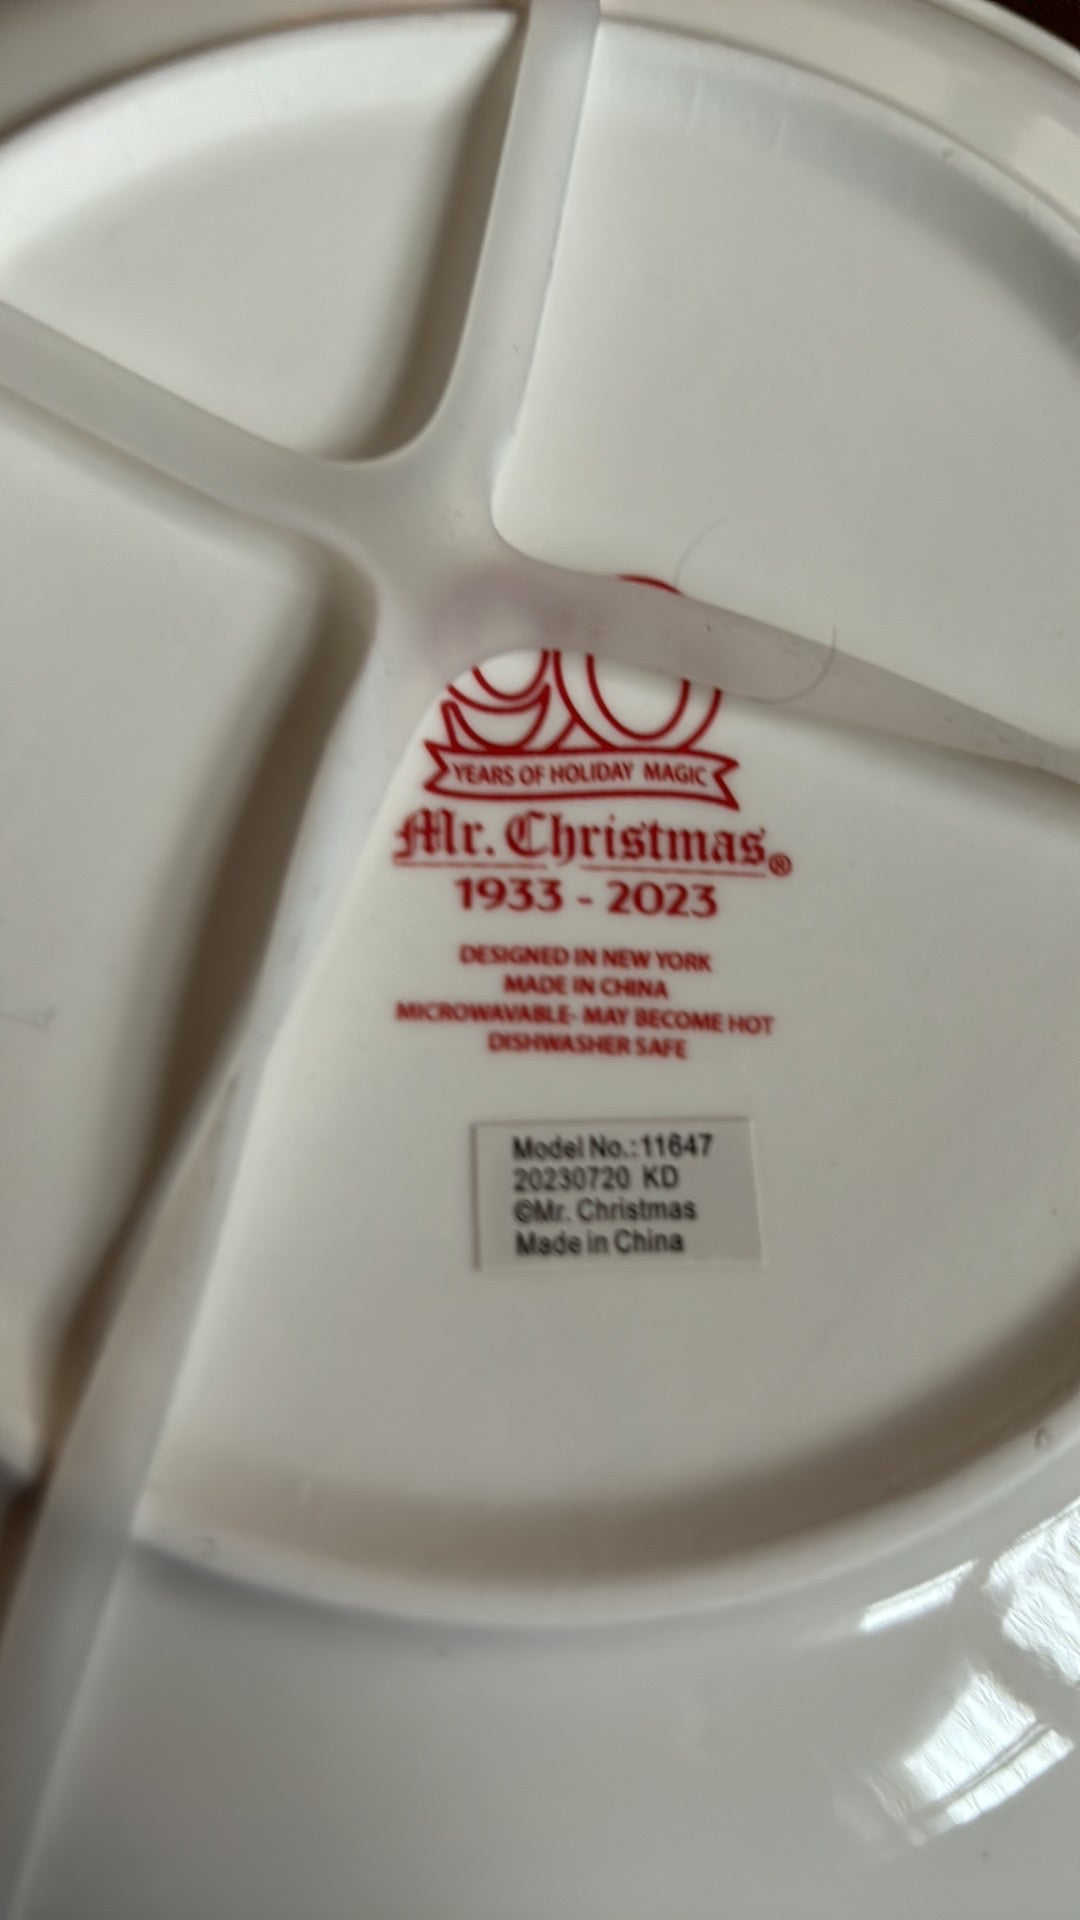 90
YEARS OF HOLIDAY MAGIC
Mr. Christmas®
1933 - 2023
DESIGNED IN NEW YORK
MADE IN CHINA
MICROWAVABLE- MAY BECOME HOT
DISHWASHER SAFE
Model No.:11647
20230720 KD
©Mr. Christmas
Made in China